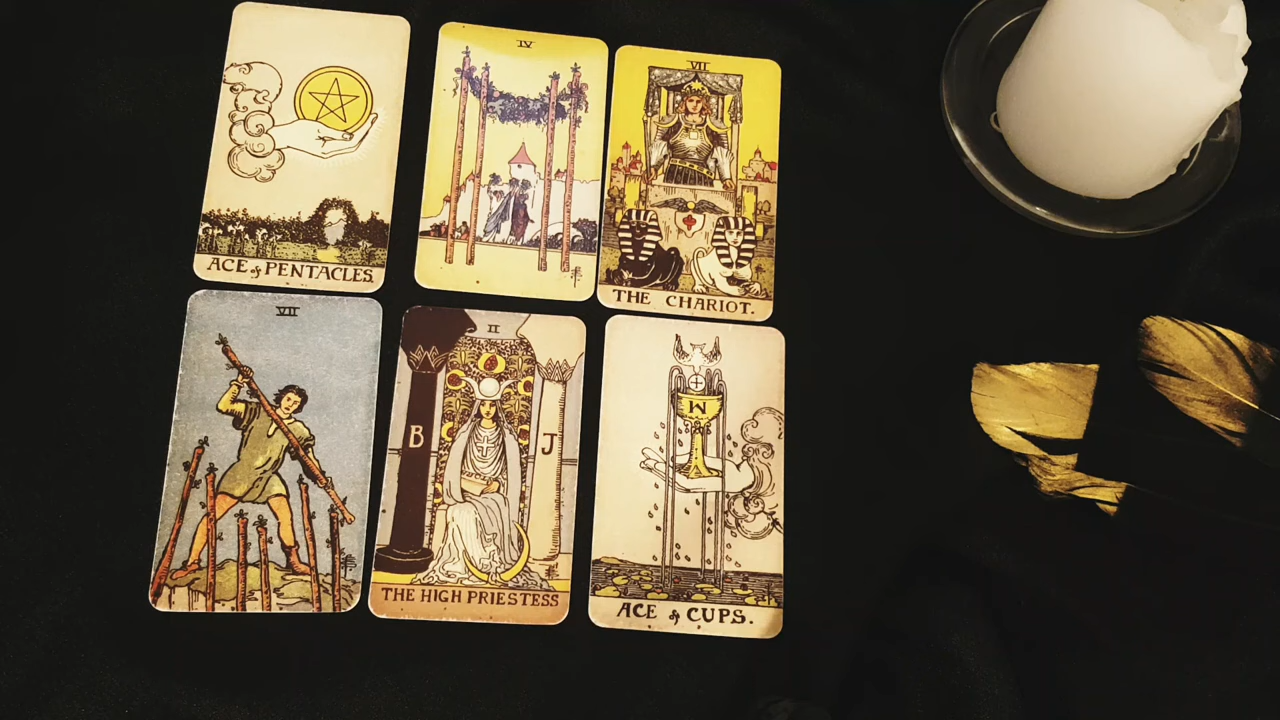 ACE of PENTACLES.
IV
VII
THE CHARIOT.
VII
II
B
J
THE HIGH PRIESTESS
W
ACE of CUPS.